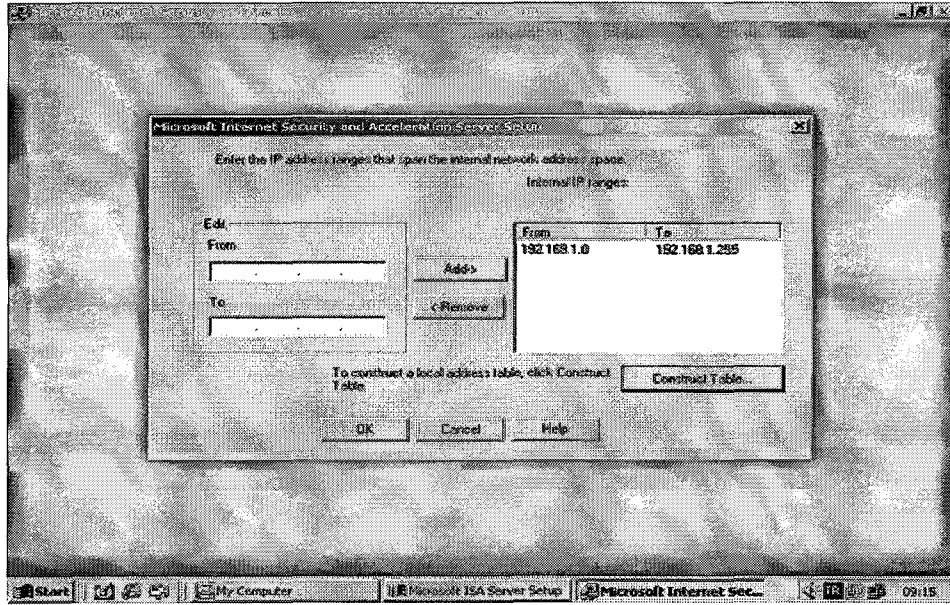 Microsoft Internet Security and Acceleration Server Setup
Enter the IP address ranges that span the internal network address space.
Internal IP ranges:
Edit
From
To
Add->
<-Remove
From To
192.168.1.0 192.168.1.255
To construct a local address table, click Construct
Table.
Construct Table...
OK Cancel Help
Start My Computer Microsoft ISA Server Setup Microsoft Internet Sec... TR 09:15